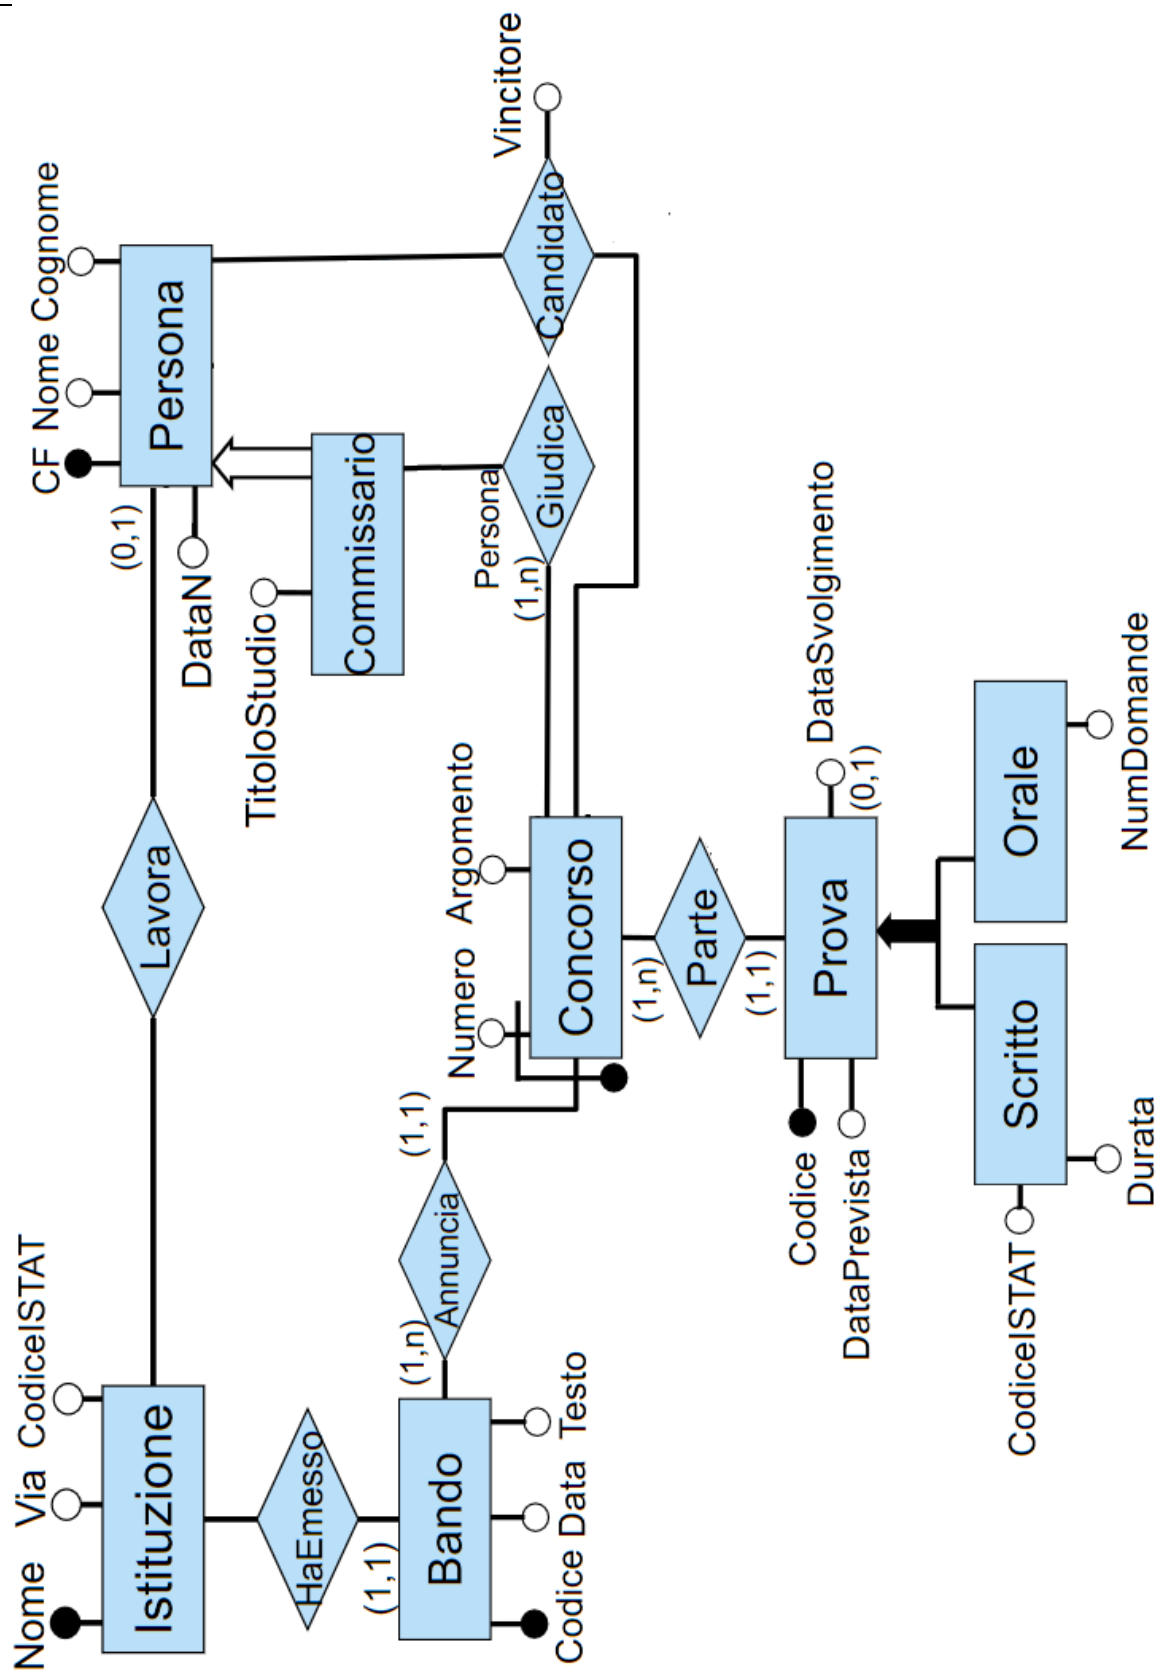 Nome
Via
CodiceISTAT
Istituzione
Lavora
(0,1)
CF
Nome
Cognome
Persona
DataN
HaEmesso
(1,1)
TitoloStudio
Commissario
Bando
Codice
Data
Testo
(1,n)
Annuncia
(1,1)
Numero
Argomento
Concorso
Persona
(1,n)
Giudica
Candidato
Vincitore
(1,n)
Parte
(1,1)
Prova
Codice
DataPrevista
DataSvolgimento
(0,1)
Scritto
CodiceISTAT
Durata
Orale
NumDomande